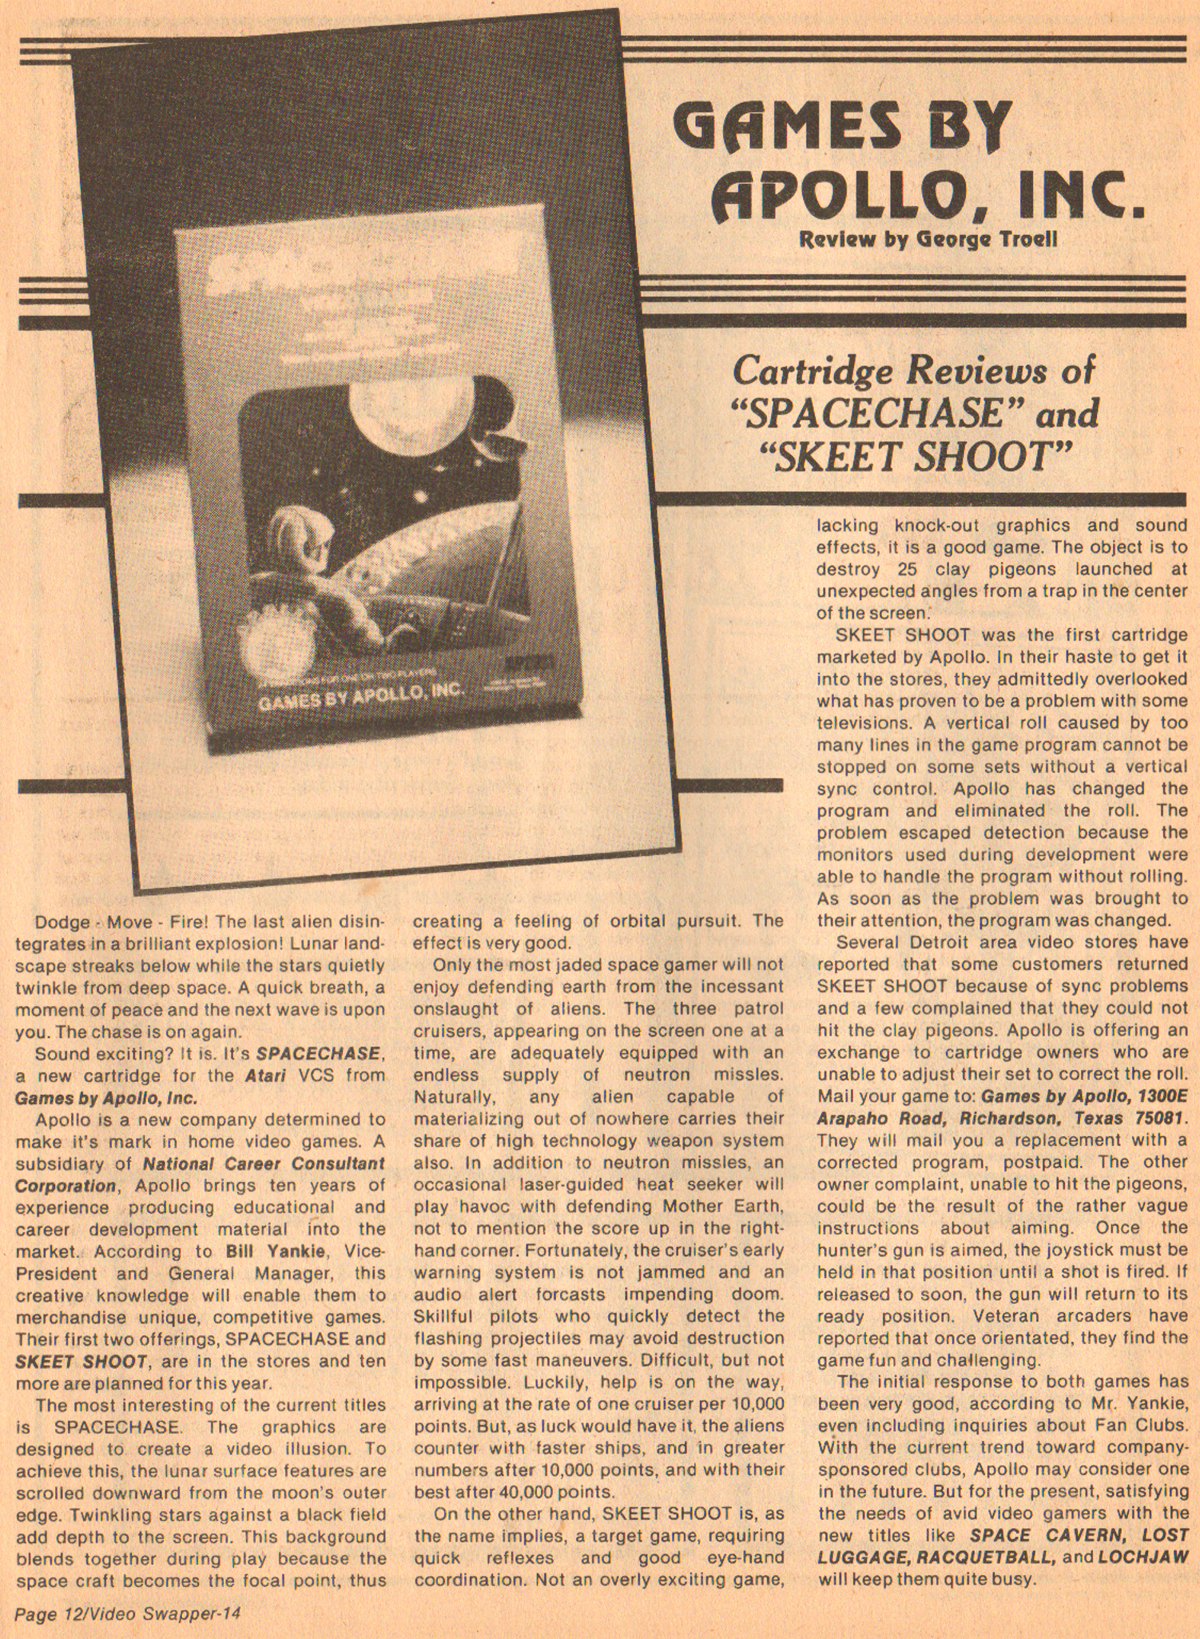 GAMES BY
APOLLO, INC.
Review by George Troell
Cartridge Reviews of
“SPACECHASE” and
“SKEET SHOOT”
GAMES BY APOLLO, INC.
Dodge - Move - Fire! The last alien disin-
tegrates in a brilliant explosion! Lunar land-
scape streaks below while the stars quietly
twinkle from deep space. A quick breath, a
moment of peace and the next wave is upon
you. The chase is on again.
Sound exciting? It is. It's SPACECHASE,
a new cartridge for the Atari VCS from
Games by Apollo, Inc.
Apollo is a new company determined to
make it's mark in home video games. A
subsidiary of National Career Consultant
Corporation, Apollo brings ten years of
experience producing educational and
career development material into the
market. According to Bill Yankie, Vice-
President and General Manager, this
creative knowledge will enable them to
merchandise unique, competitive games.
Their first two offerings, SPACECHASE and
SKEET SHOOT, are in the stores and ten
more are planned for this year.
The most interesting of the current titles
is SPACECHASE. The graphics are
designed to create a video illusion. To
achieve this, the lunar surface features are
scrolled downward from the moon's outer
edge. Twinkling stars against a black field
add depth to the screen. This background
blends together during play because the
space craft becomes the focal point, thus
creating a feeling of orbital pursuit. The
effect is very good.
Only the most jaded space gamer will not
enjoy defending earth from the incessant
onslaught of aliens. The three patrol
cruisers, appearing on the screen one at a
time, are adequately equipped with an
endless supply of neutron missles.
Naturally, any alien capable of
materializing out of nowhere carries their
share of high technology weapon system
also. In addition to neutron missles, an
occasional laser-guided heat seeker will
play havoc with defending Mother Earth,
not to mention the score up in the right-
hand corner. Fortunately, the cruiser's early
warning system is not jammed and an
audio alert forcasts impending doom.
Skillful pilots who quickly detect the
flashing projectiles may avoid destruction
by some fast maneuvers. Difficult, but not
impossible. Luckily, help is on the way,
arriving at the rate of one cruiser per 10,000
points. But, as luck would have it, the aliens
counter with faster ships, and in greater
numbers after 10,000 points, and with their
best after 40,000 points.
On the other hand, SKEET SHOOT is, as
the name implies, a target game, requiring
quick reflexes and good eye-hand
coordination. Not an overly exciting game,
lacking knock-out graphics and sound
effects, it is a good game. The object is to
destroy 25 clay pigeons launched at
unexpected angles from a trap in the center
of the screen.
SKEET SHOOT was the first cartridge
marketed by Apollo. In their haste to get it
into the stores, they admittedly overlooked
what has proven to be a problem with some
televisions. A vertical roll caused by too
many lines in the game program cannot be
stopped on some sets without a vertical
sync control. Apollo has changed the
program and eliminated the roll. The
problem escaped detection because the
monitors used during development were
able to handle the program without rolling.
As soon as the problem was brought to
their attention, the program was changed.
Several Detroit area video stores have
reported that some customers returned
SKEET SHOOT because of sync problems
and a few complained that they could not
hit the clay pigeons. Apollo is offering an
exchange to cartridge owners who are
unable to adjust their set to correct the roll.
Mail your game to: Games by Apollo, 1300E
Arapaho Road, Richardson, Texas 75081.
They will mail you a replacement with a
corrected program, postpaid. The other
owner complaint, unable to hit the pigeons,
could be the result of the rather vague
instructions about aiming. Once the
hunter's gun is aimed, the joystick must be
held in that position until a shot is fired. If
released to soon, the gun will return to its
ready position. Veteran arcaders have
reported that once orientated, they find the
game fun and challenging.
The initial response to both games has
been very good, according to Mr. Yankie,
even including inquiries about Fan Clubs.
With the current trend toward company-
sponsored clubs, Apollo may consider one
in the future. But for the present, satisfying
the needs of avid video gamers with the
new titles like SPACE CAVERN, LOST
LUGGAGE, RACQUETBALL, and LOCHJAW
will keep them quite busy.
Page 12/Video Swapper-14